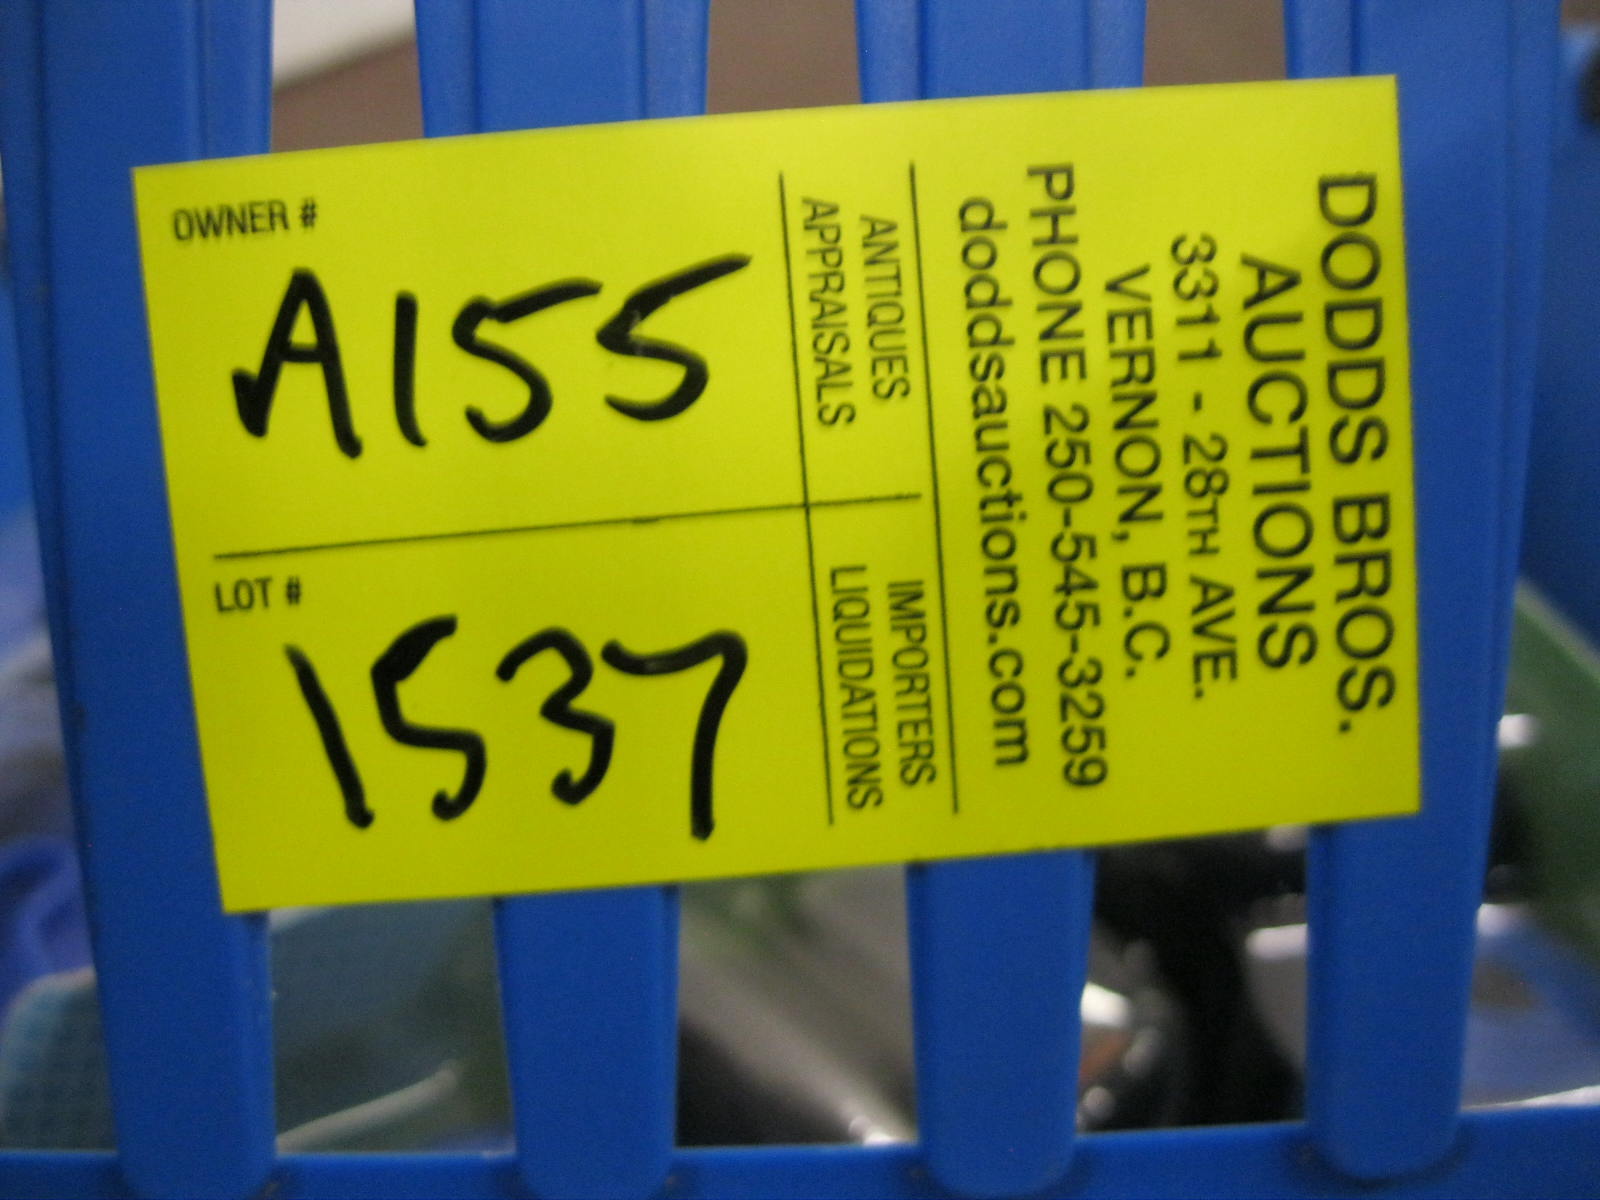 DODDS BROS.
AUCTIONS
3311 - 28TH AVE.
VERNON, B.C.
PHONE 250-545-3259
doddsauctions.com
ANTIQUES
APPRAISALS
IMPORTERS
LIQUIDATIONS
OWNER #
A155
LOT #
1537